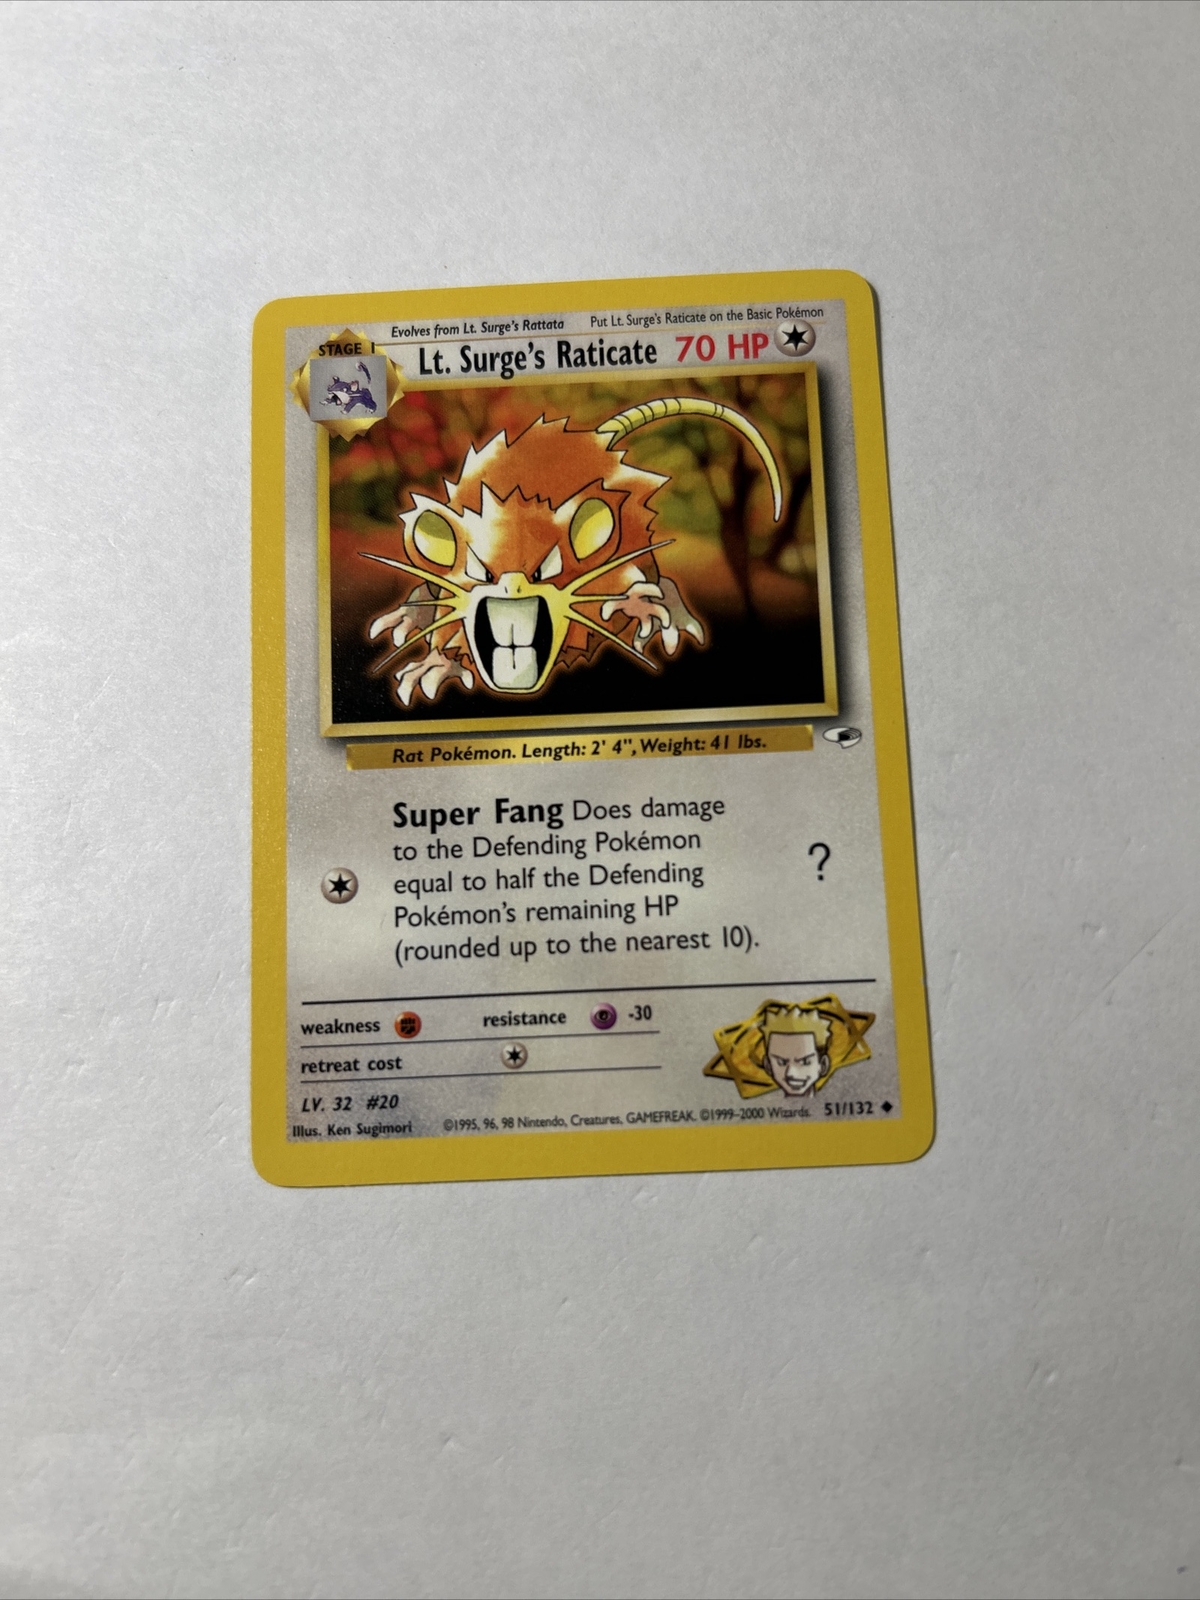 Evolves from Lt. Surge's Rattata Put Lt. Surge's Raticate on the Basic Pokémon
STAGE 1
Lt. Surge's Raticate 70 HP
Rat Pokémon. Length: 2' 4", Weight: 41 lbs.
Super Fang Does damage
to the Defending Pokémon
equal to half the Defending
Pokémon's remaining HP
(rounded up to the nearest 10).
?
weakness resistance -30
retreat cost
LV. 32 #20
Illus. Ken Sugimori ©1995, 96, 98 Nintendo, Creatures, GAMEFREAK. ©1999-2000 Wizards. 51/132 ◆